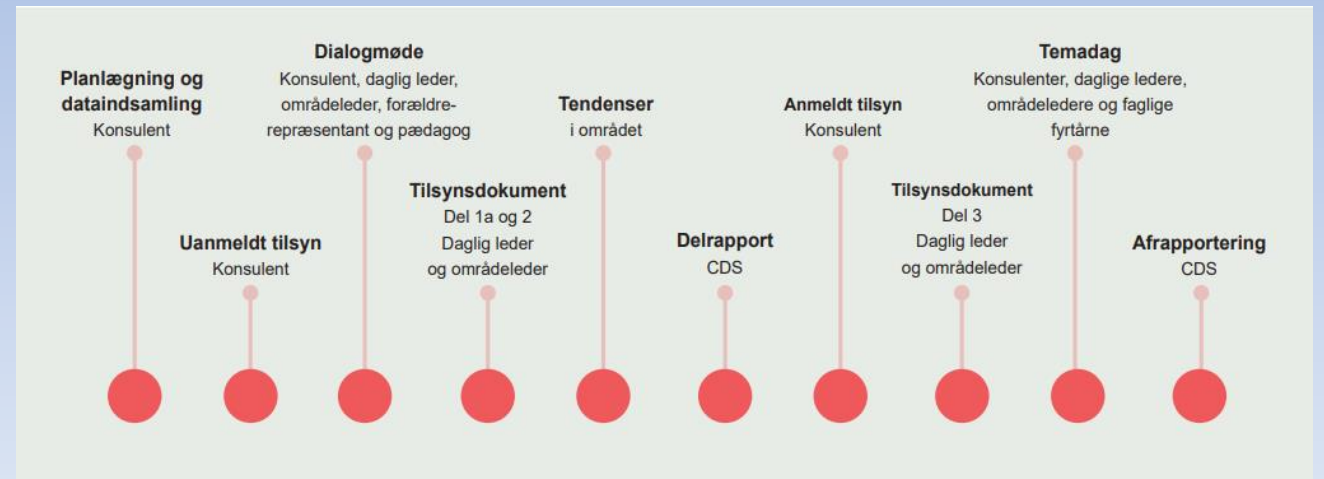 Planlægning og
dataindsamling
Konsulent
Uanmeldt tilsyn
Konsulent
Dialogmøde
Konsulent, daglig leder,
områdeleder, forældre-
repræsentant og pædagog
Tilsynsdokument
Del 1a og 2
Daglig leder
og områdeleder
Tendenser
i området
Delrapport
CDS
Anmeldt tilsyn
Konsulent
Tilsynsdokument
Del 3
Daglig leder
og områdeleder
Temadag
Konsulenter, daglige ledere,
områdeledere og faglige
fyrtårne
Afrapportering
CDS